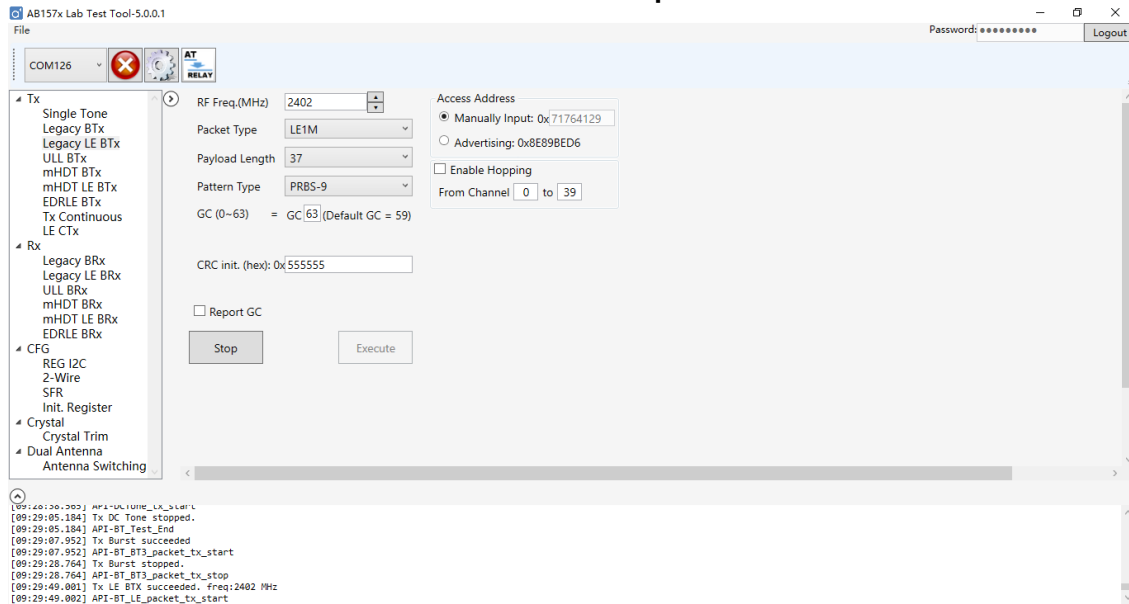 AB157x Lab Test Tool-5.0.0.1
File
Password: ●●●●●●●●●
Logout
COM126
AT
RELAY
Tx
Single Tone
Legacy BTx
Legacy LE BTx
ULL BTx
mHDT BTx
mHDT LE BTx
EDRLE BTx
Tx Continuous
LE CTx
Rx
Legacy BRx
Legacy LE BRx
ULL BRx
mHDT BRx
mHDT LE BRx
EDRLE BRx
CFG
REG I2C
2-Wire
SFR
Init. Register
Crystal
Crystal Trim
Dual Antenna
Antenna Switching
RF Freq.(MHz) 2402
Packet Type LE1M
Payload Length 37
Pattern Type PRBS-9
GC (0~63) = GC 63 (Default GC = 59)
CRC init. (hex): 0x 555555
Report GC
Stop Execute
Access Address
Manually Input: 0x 71764129
Advertising: 0x8E89BED6
Enable Hopping
From Channel 0 to 39
[09:28:38.565] API-DCTone_tx_start
[09:29:05.184] Tx DC Tone stopped.
[09:29:05.184] API-BT_Test_End
[09:29:07.952] Tx Burst succeeded
[09:29:07.952] API-BT_BT3_packet_tx_start
[09:29:28.764] Tx Burst stopped.
[09:29:28.764] API-BT_BT3_packet_tx_stop
[09:29:49.001] Tx LE BTX succeeded. freq:2402 MHz
[09:29:49.002] API-BT_LE_packet_tx_start